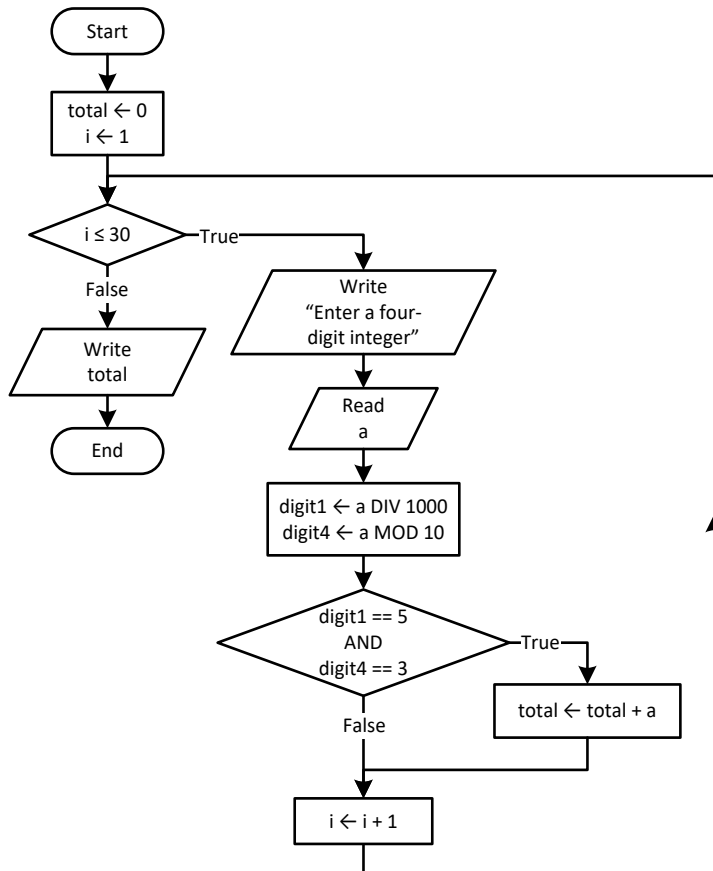 Start
total ← 0
i ← 1
i ≤ 30
True
False
Write
total
End
Write
“Enter a four-
digit integer”
Read
a
digit1 ← a DIV 1000
digit4 ← a MOD 10
digit1 == 5
AND
digit4 == 3
True
total ← total + a
False
i ← i + 1